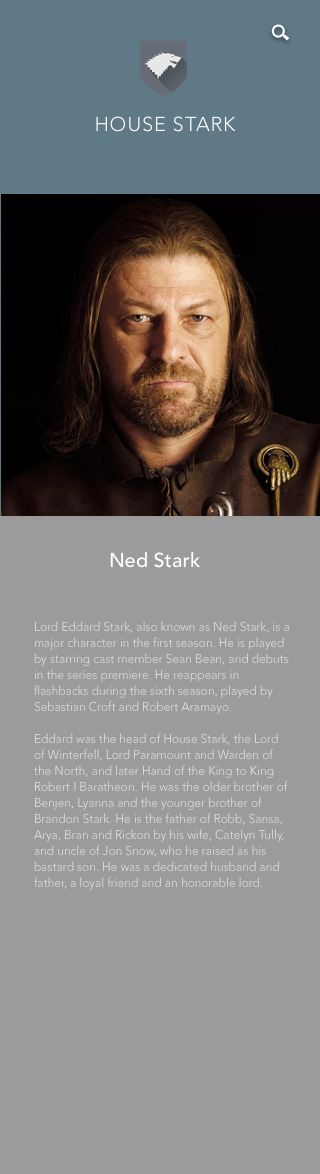 HOUSE STARK
Ned Stark
Lord Eddard Stark, also known as Ned Stark, is a
major character in the first season. He is played
by starring cast member Sean Bean, and debuts
in the series premiere. He reappears in
flashbacks during the sixth season, played by
Sebastian Croft and Robert Aramayo.
Eddard was the head of House Stark, the Lord
of Winterfell, Lord Paramount and Warden of
the North, and later Hand of the King to King
Robert I Baratheon. He was the older brother of
Benjen, Lyanna and the younger brother of
Brandon Stark. He is the father of Robb, Sansa,
Arya, Bran and Rickon by his wife, Catelyn Tully,
and uncle of Jon Snow, who he raised as his
bastard son. He was a dedicated husband and
father, a loyal friend and an honorable lord.